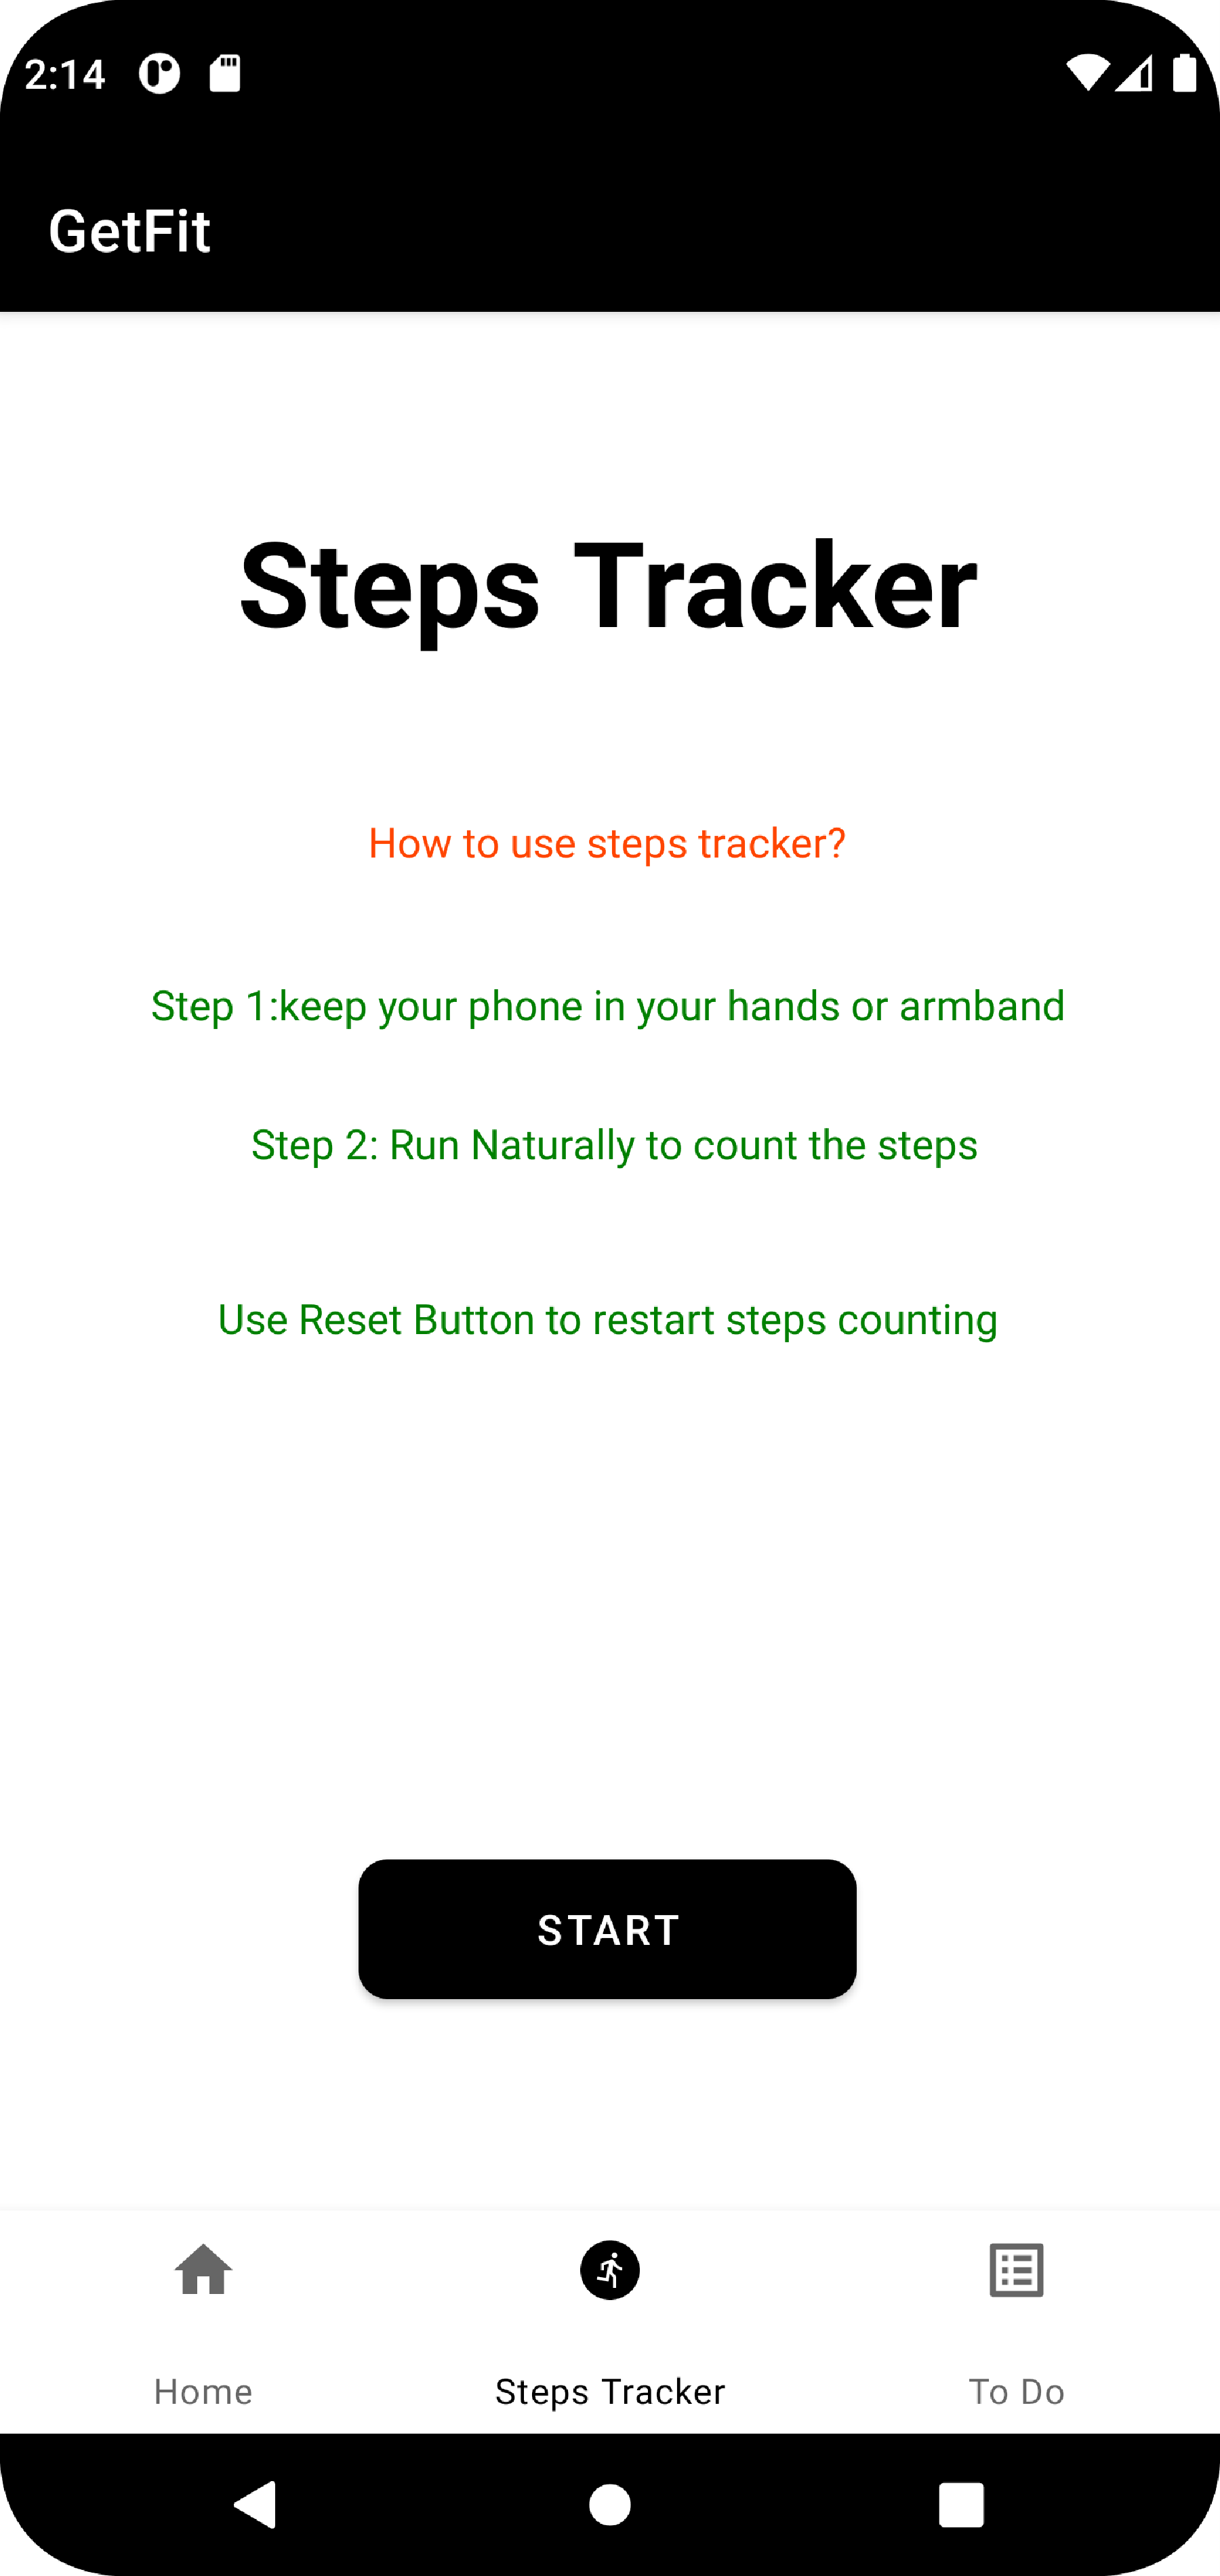 2:14
GetFit
Steps Tracker
How to use steps tracker?
Step 1:keep your phone in your hands or armband
Step 2: Run Naturally to count the steps
Use Reset Button to restart steps counting
START
Home
Steps Tracker
To Do